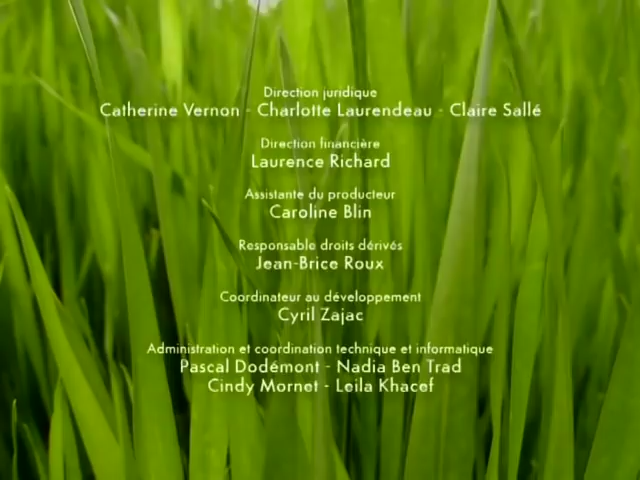 Direction juridique
Catherine Vernon - Charlotte Laurendeau - Claire Sallé
Direction financière
Laurence Richard
Assistante du producteur
Caroline Blin
Responsable droits dérivés
Jean-Brice Roux
Coordinateur au développement
Cyril Zajac
Administration et coordination technique et informatique
Pascal Dodémont - Nadia Ben Trad
Cindy Mornet - Leila Khacef